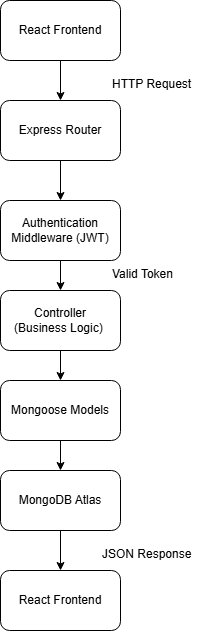 React Frontend
HTTP Request
Express Router
Authentication
Middleware (JWT)
Valid Token
Controller
(Business Logic)
Mongoose Models
MongoDB Atlas
JSON Response
React Frontend